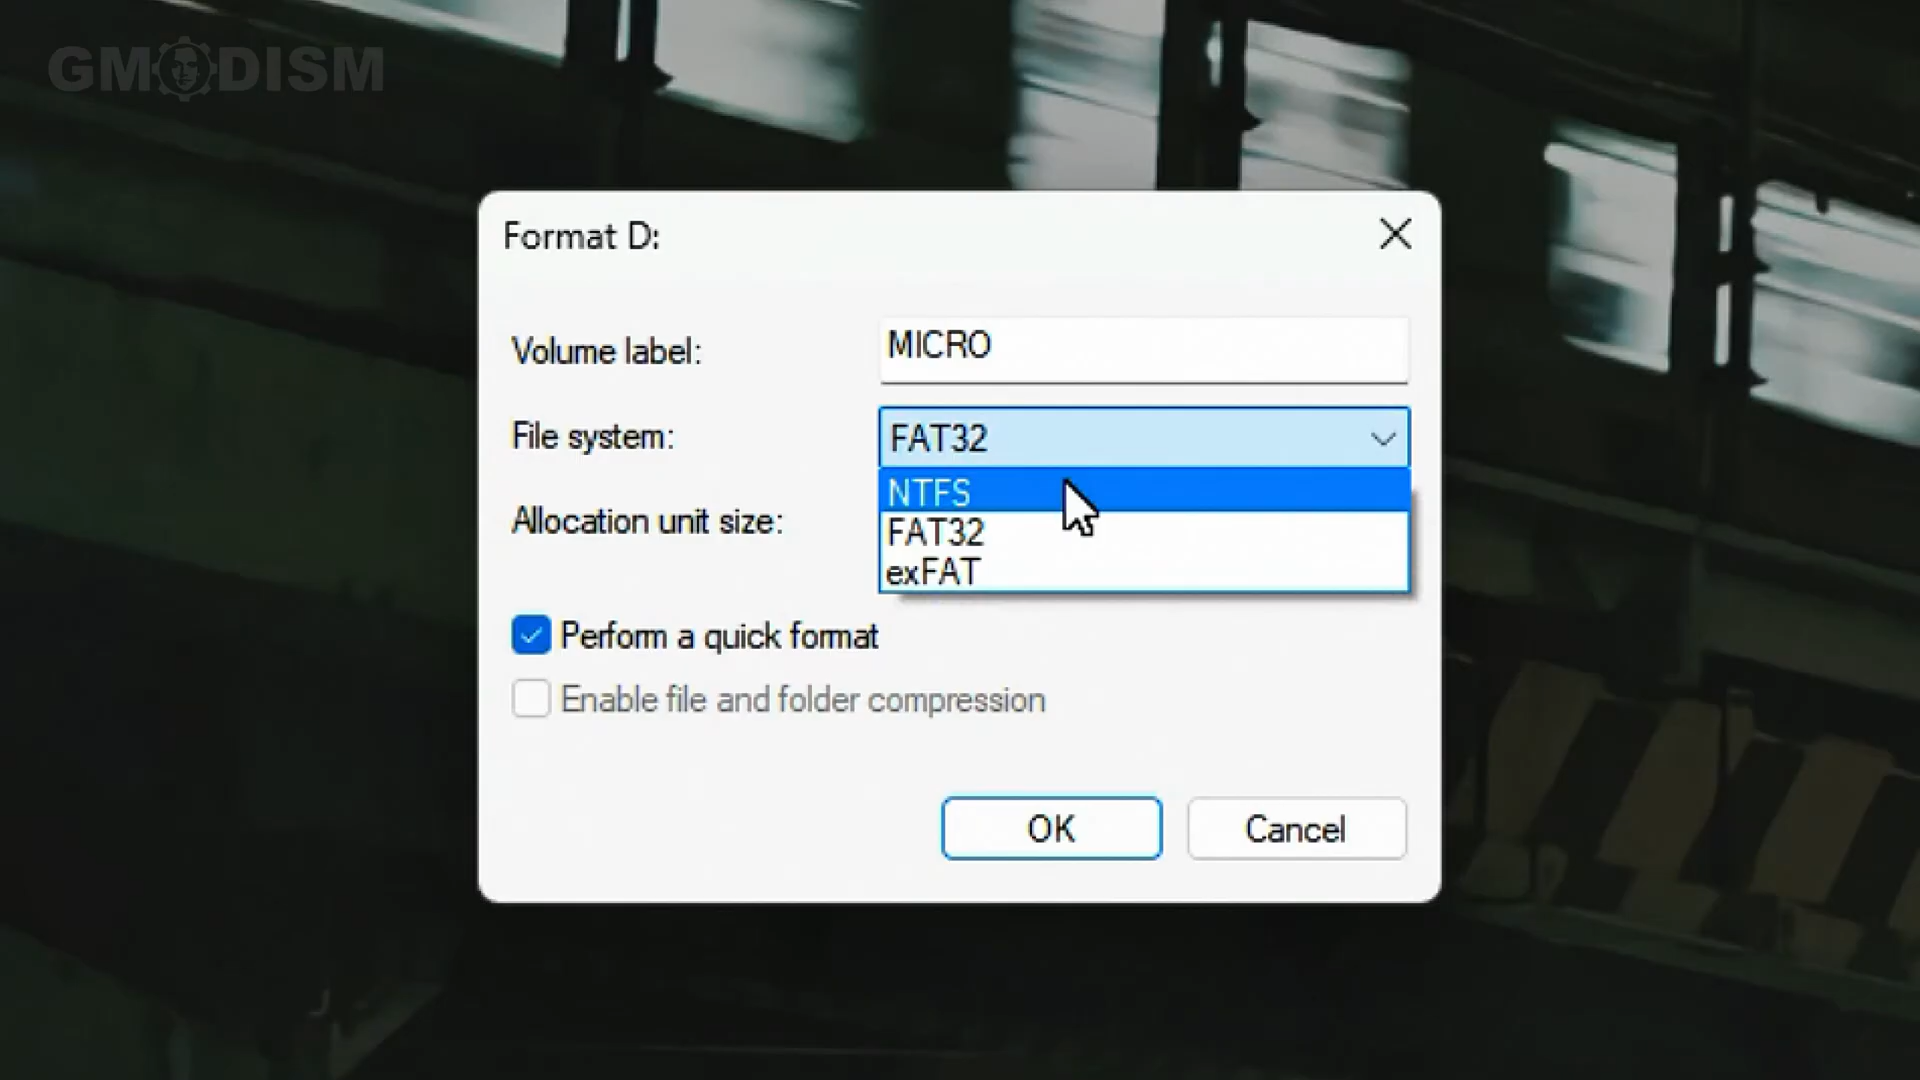 GMODISM
Format D:
Volume label:
MICRO
File system:
FAT32
NTFS
FAT32
exFAT
Allocation unit size:
Perform a quick format
Enable file and folder compression
OK
Cancel